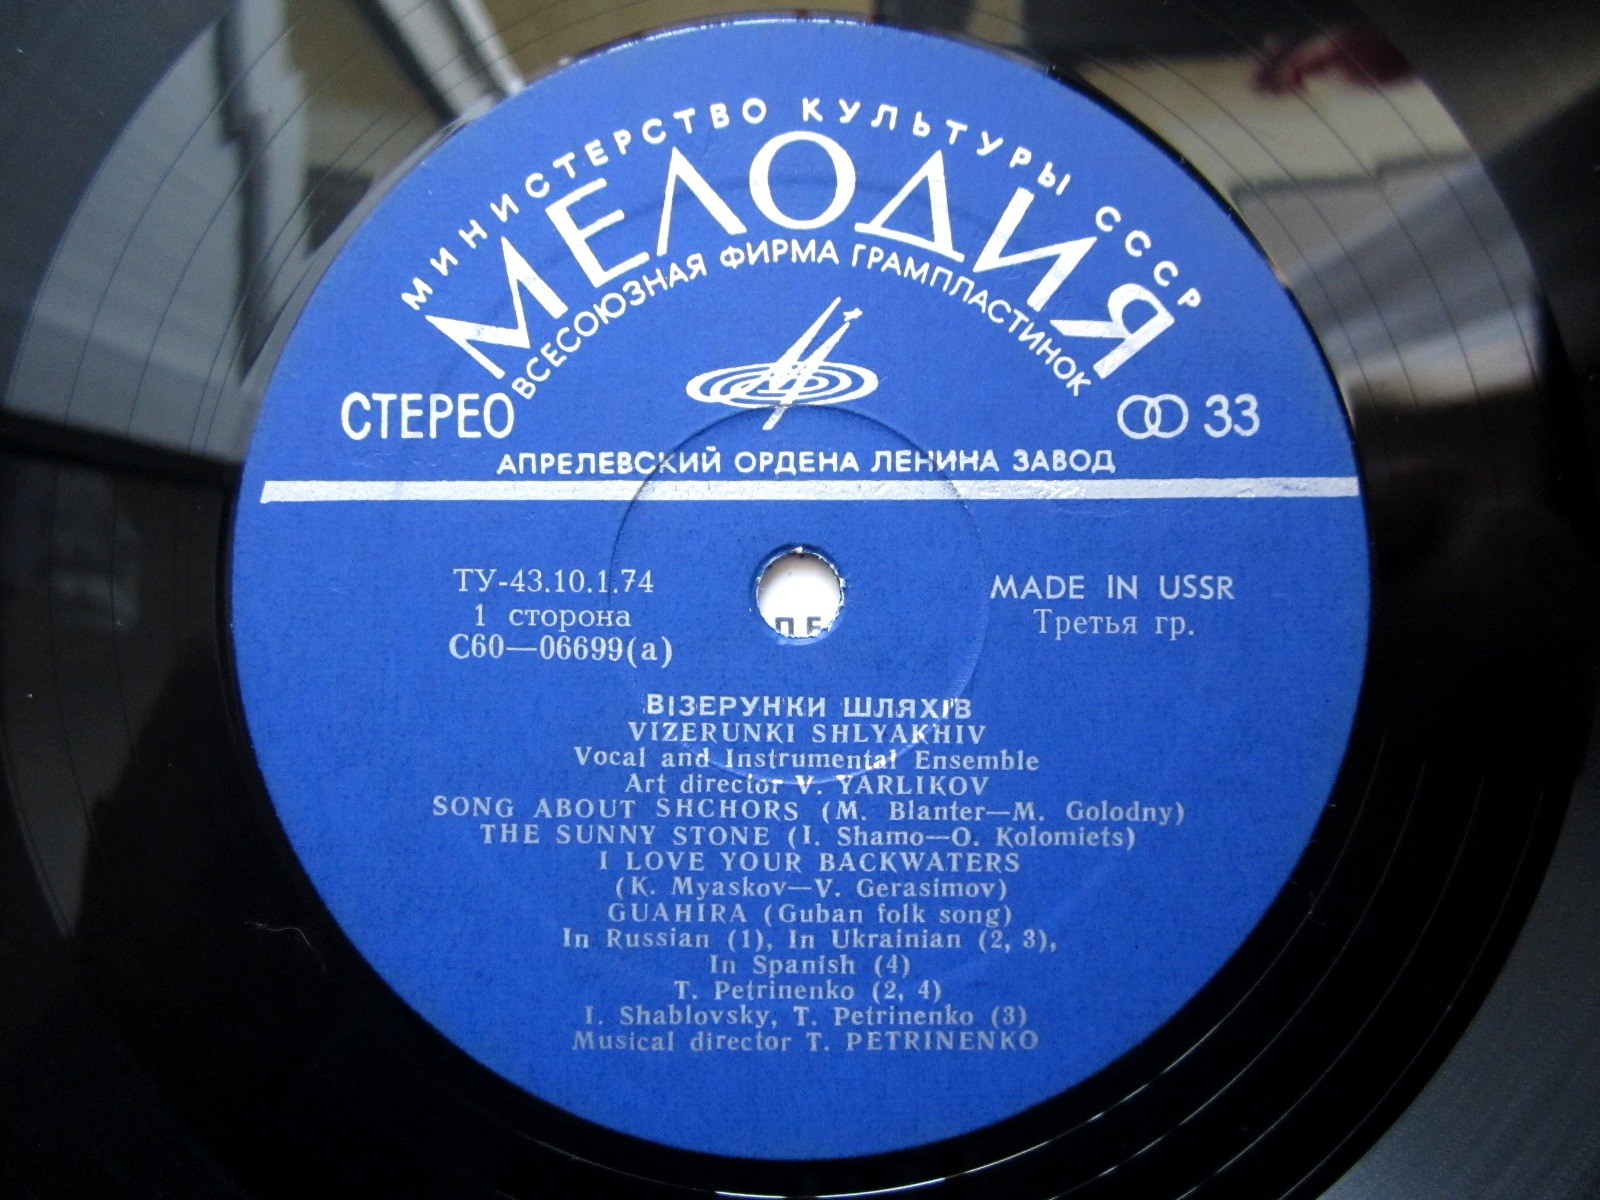 МИНИСТЕРСТВО КУЛЬТУРЫ СССР
МЕЛОДИЯ
ВСЕСОЮЗНАЯ ФИРМА ГРАМПЛАСТИНОК
СТЕРЕО
33
АПРЕЛЕВСКИЙ ОРДЕНА ЛЕНИНА ЗАВОД
ТУ-43.10.1.74
1 сторона
С60—06699(а)
MADE IN USSR
Третья гр.
ВІЗЕРУНКИ ШЛЯХІВ
VIZERUNKI SHLYAKHIV
Vocal and Instrumental Ensemble
Art director V. YARLIKOV
SONG ABOUT SHCHORS (M. Blanter—M. Golodny)
THE SUNNY STONE (I. Shamo—O. Kolomiets)
I LOVE YOUR BACKWATERS
(K. Myaskov—V. Gerasimov)
GUAHIRA (Guban folk song)
In Russian (1), In Ukrainian (2, 3),
In Spanish (4)
T. Petrinenko (2, 4)
I. Shablovsky, T. Petrinenko (3)
Musical director T. PETRINENKO